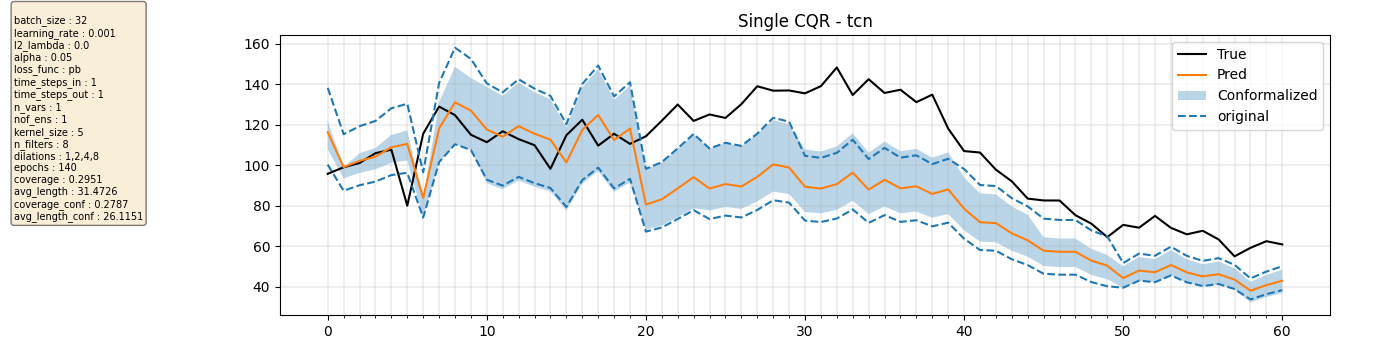 batch_size : 32
learning_rate : 0.001
l2_lambda : 0.0
alpha : 0.05
loss_func : pb
time_steps_in : 1
time_steps_out : 1
n_vars : 1
nof_ens : 1
kernel_size : 5
n_filters : 8
dilations : 1,2,4,8
epochs : 140
coverage : 0.2951
avg_length : 31.4726
coverage_conf : 0.2787
avg_length_conf : 26.1151
Single CQR - tcn
160
140
120
100
80
60
40
0 10 20 30 40 50 60
True
Pred
Conformalized
original